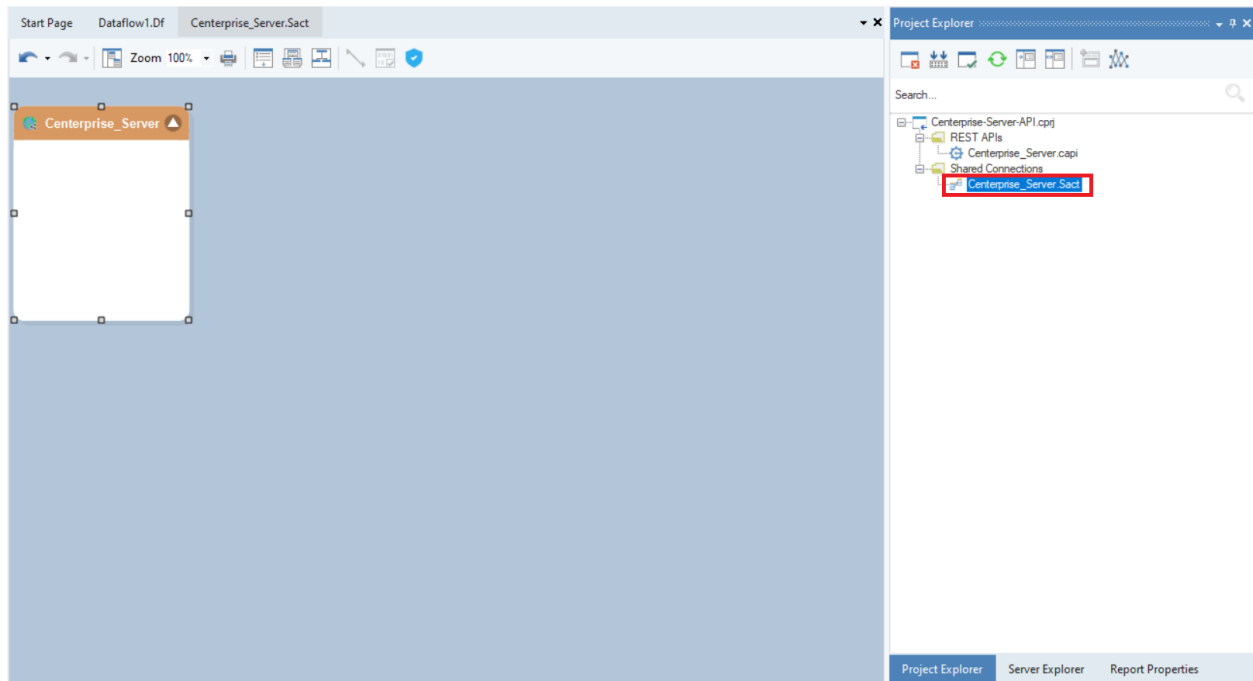 Start Page Dataflow1.Df Centerprise_Server.Sact
Project Explorer
Zoom 100%
Search...
Centerprise_Server
Centerprise-Server-API.cprj
REST APIs
Centerprise_Server.capi
Shared Connections
Centerprise_Server.Sact
Project Explorer Server Explorer Report Properties